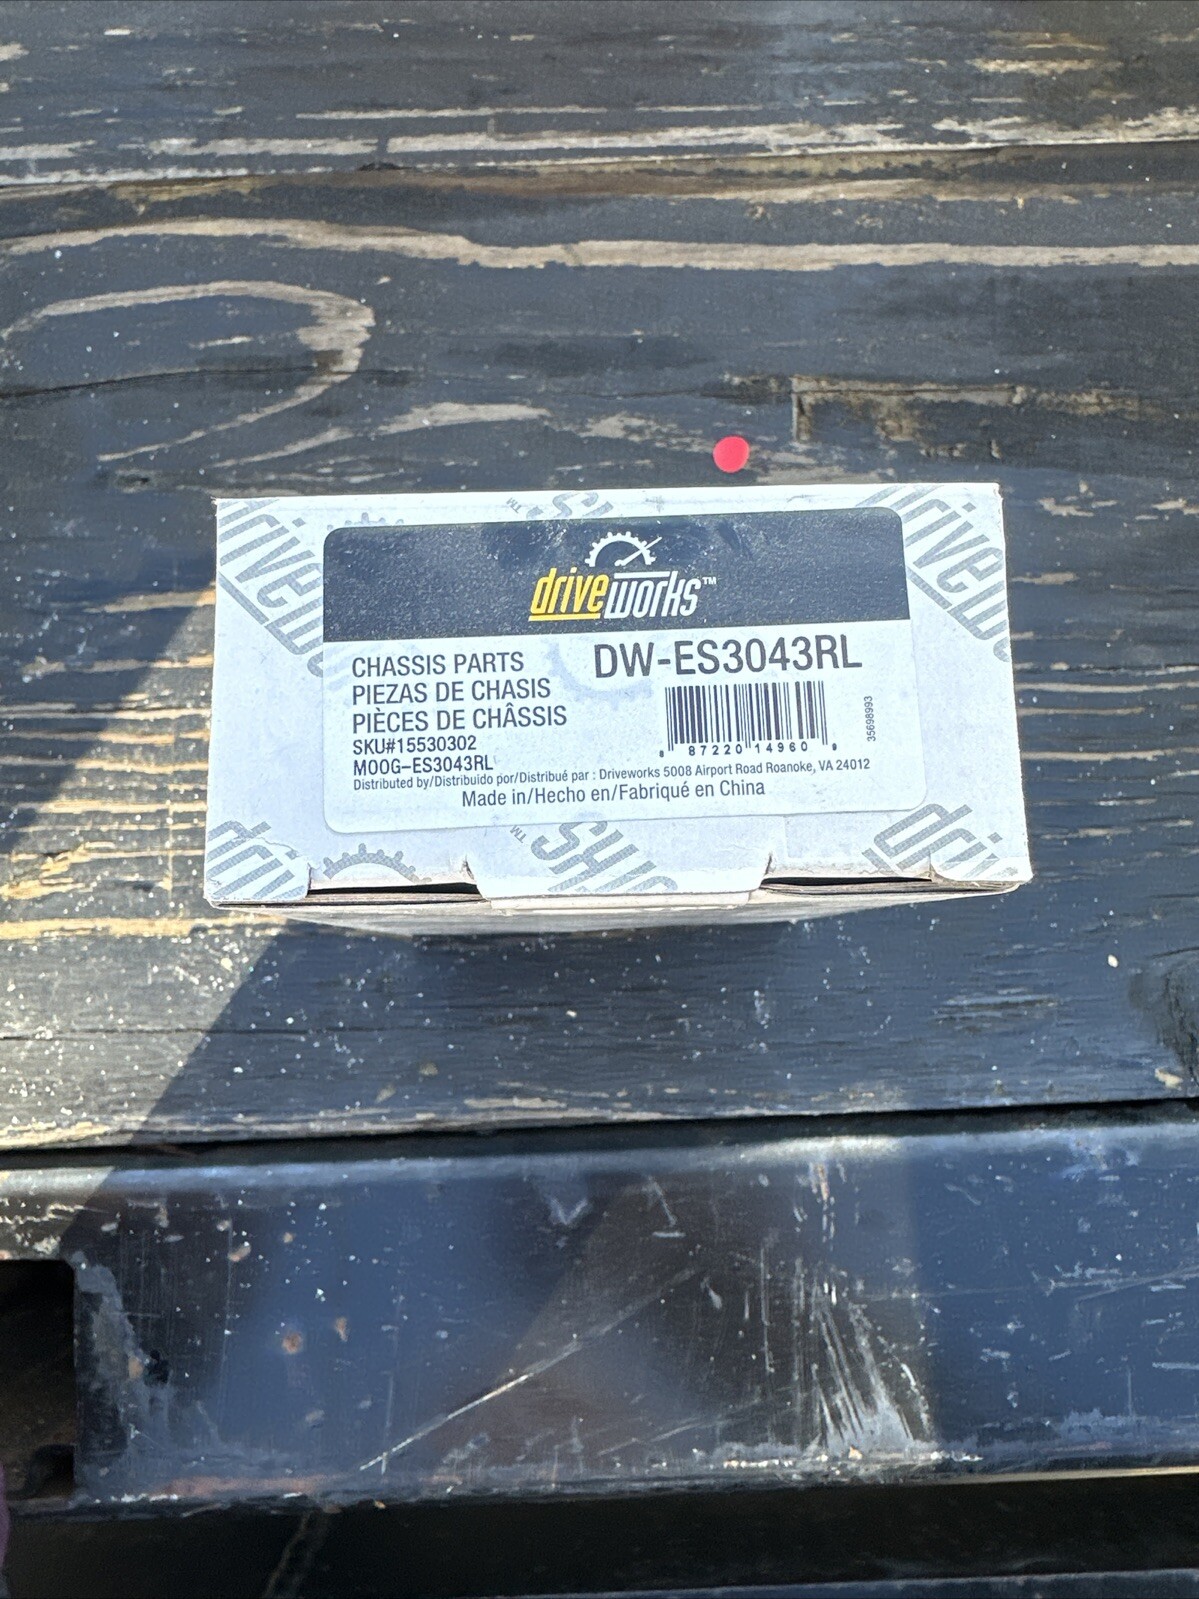 driveworks™
CHASSIS PARTS
DW-ES3043RL
PIEZAS DE CHASIS
PIÈCES DE CHÂSSIS
SKU#15530302
MOOG-ES3043RL
87220 14960
35698993
Distributed by/Distribuido por/Distribué par : Driveworks 5008 Airport Road Roanoke, VA 24012
Made in/Hecho en/Fabriqué en China